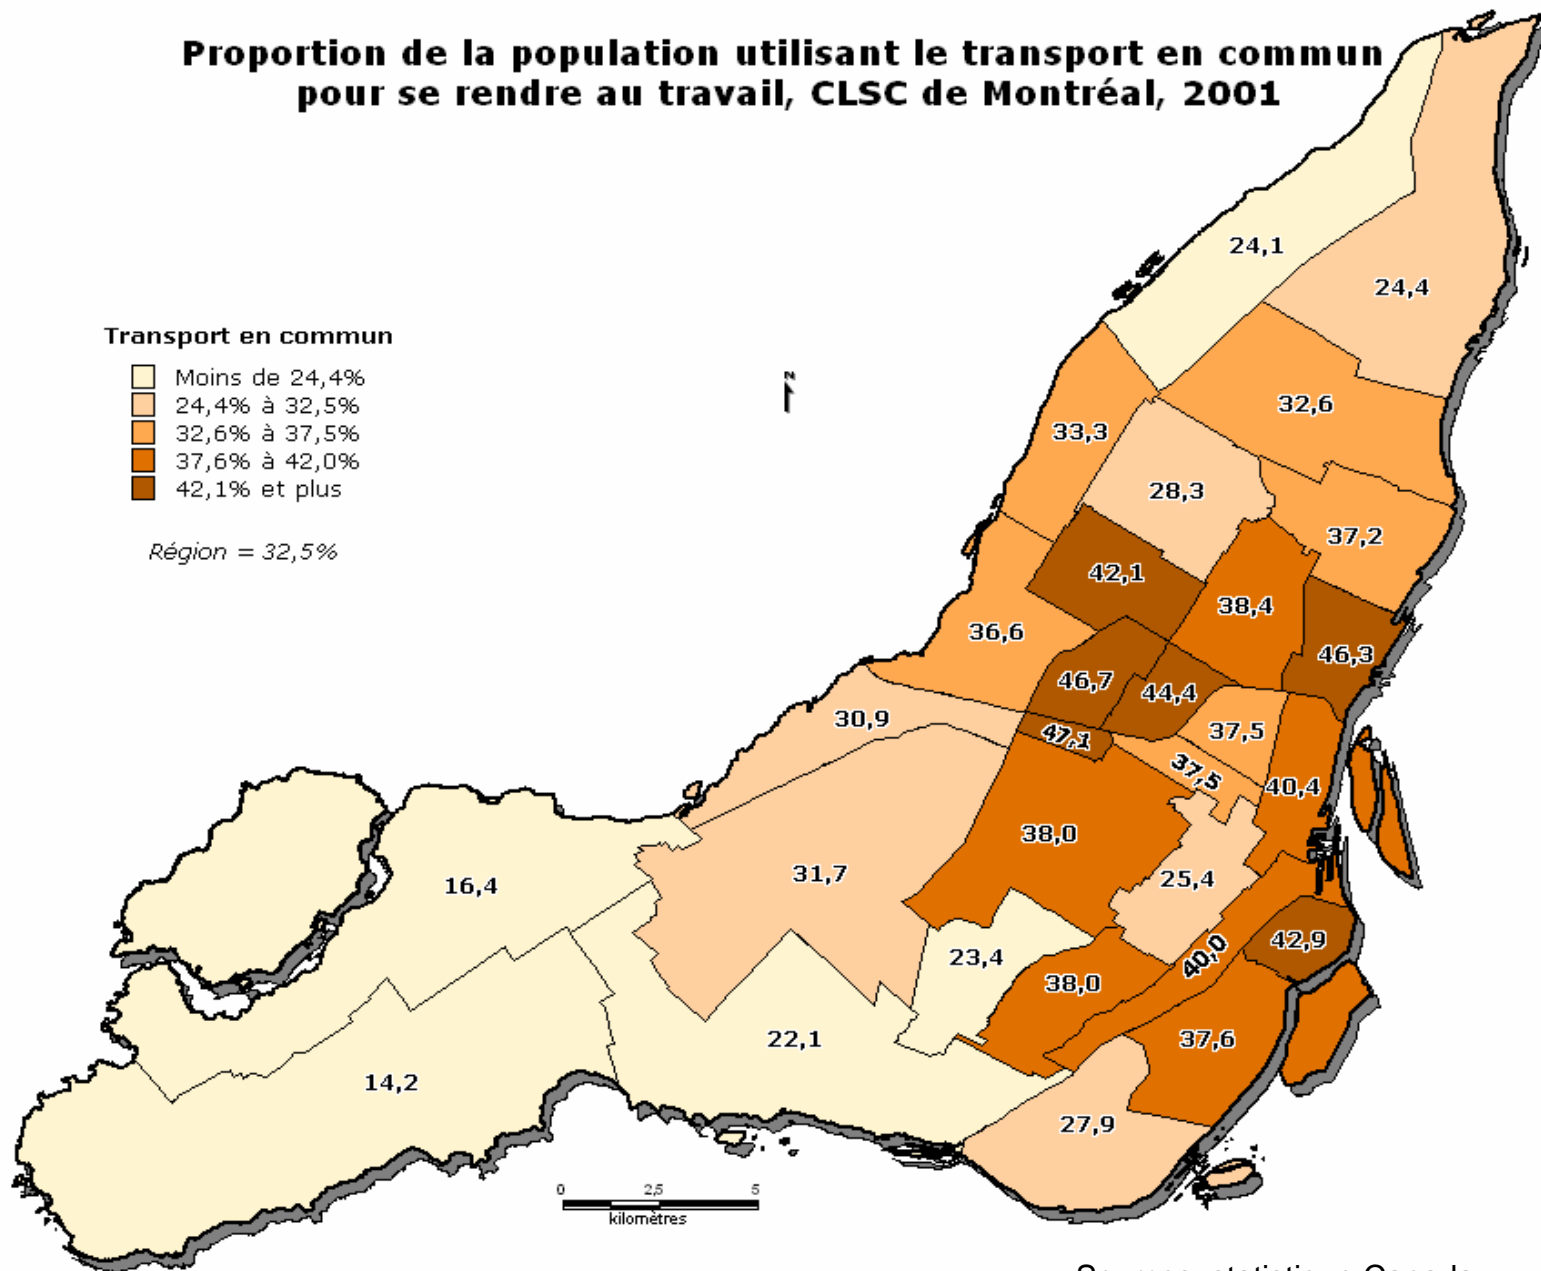 Proportion de la population utilisant le transport en commun
pour se rendre au travail, CLSC de Montréal, 2001
24,1
24,4
Transport en commun
Moins de 24,4%
24,4% à 32,5%
32,6% à 37,5%
37,6% à 42,0%
42,1% et plus
Région = 32,5%
N
32,6
33,3
28,3
37,2
42,1
38,4
36,6
46,3
46,7
44,4
30,9
37,5
47,1
37,5
40,4
38,0
31,7
25,4
16,4
42,9
23,4
40,0
38,0
22,1
37,6
14,2
27,9
0 2,5 5
kilomètres